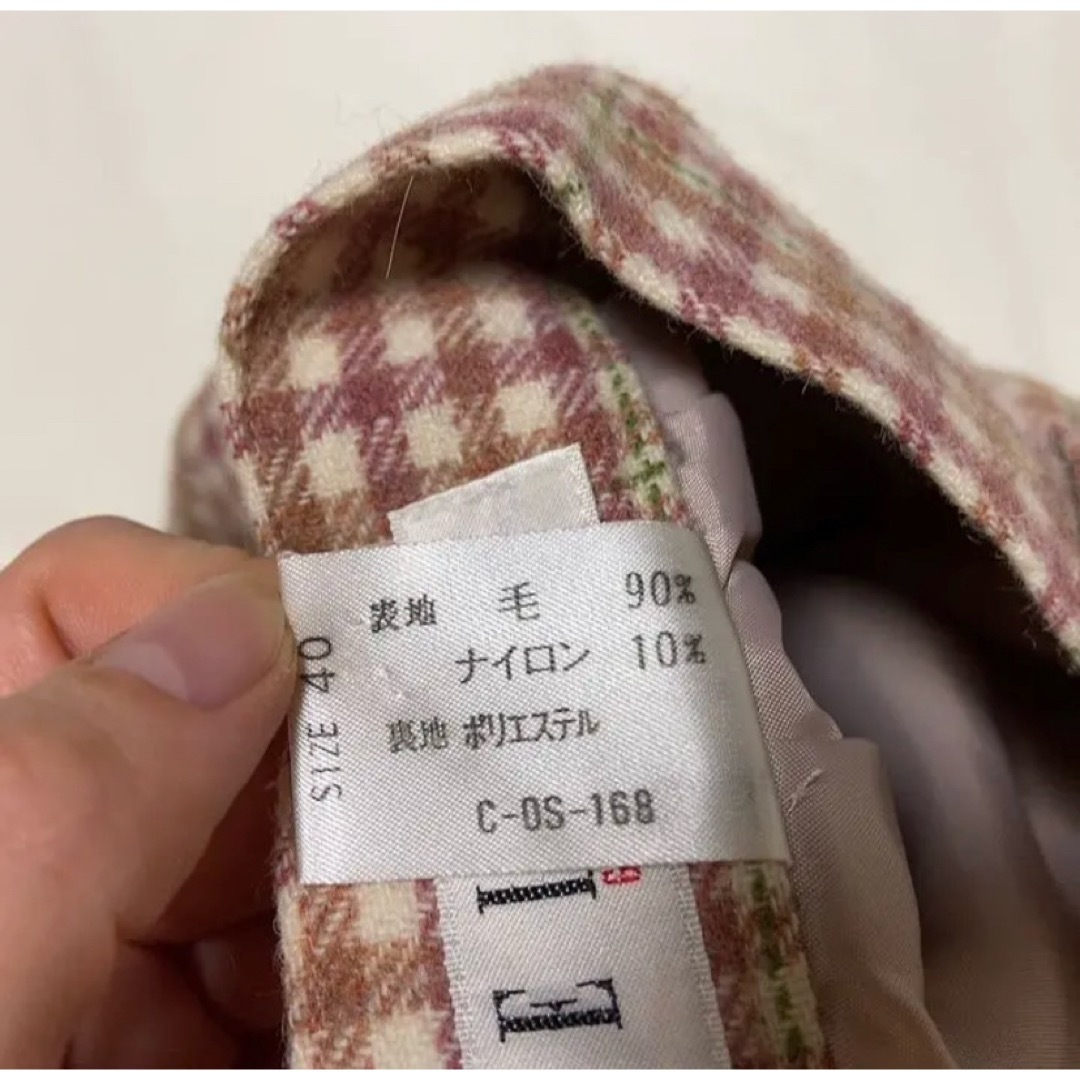 表地 毛 90%
ナイロン 10%
裏地 ポリエステル
C-OS-168
SIZE 40